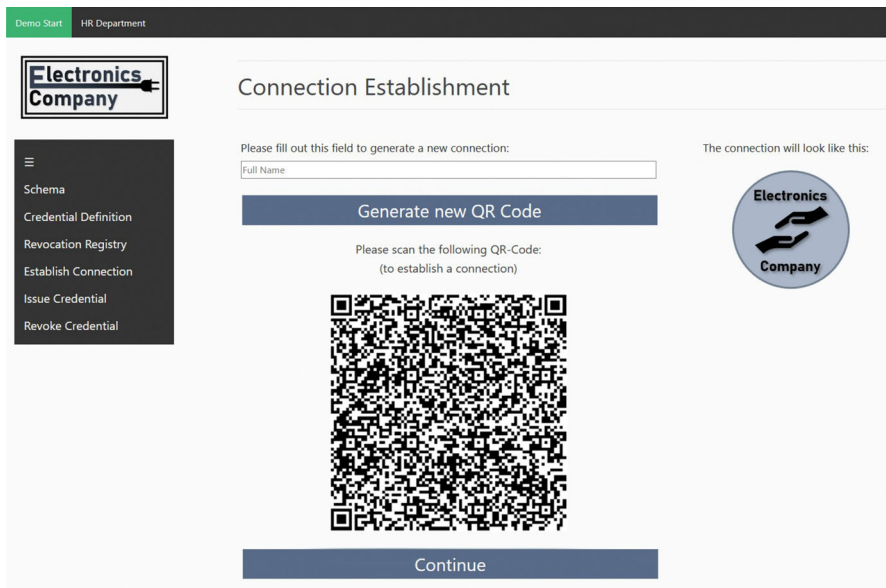 Demo Start
HR Department
Electronics
Company
☰
Schema
Credential Definition
Revocation Registry
Establish Connection
Issue Credential
Revoke Credential
Connection Establishment
Please fill out this field to generate a new connection:
Full Name
Generate new QR Code
Please scan the following QR-Code:
(to establish a connection)
Continue
The connection will look like this:
Electronics
Company